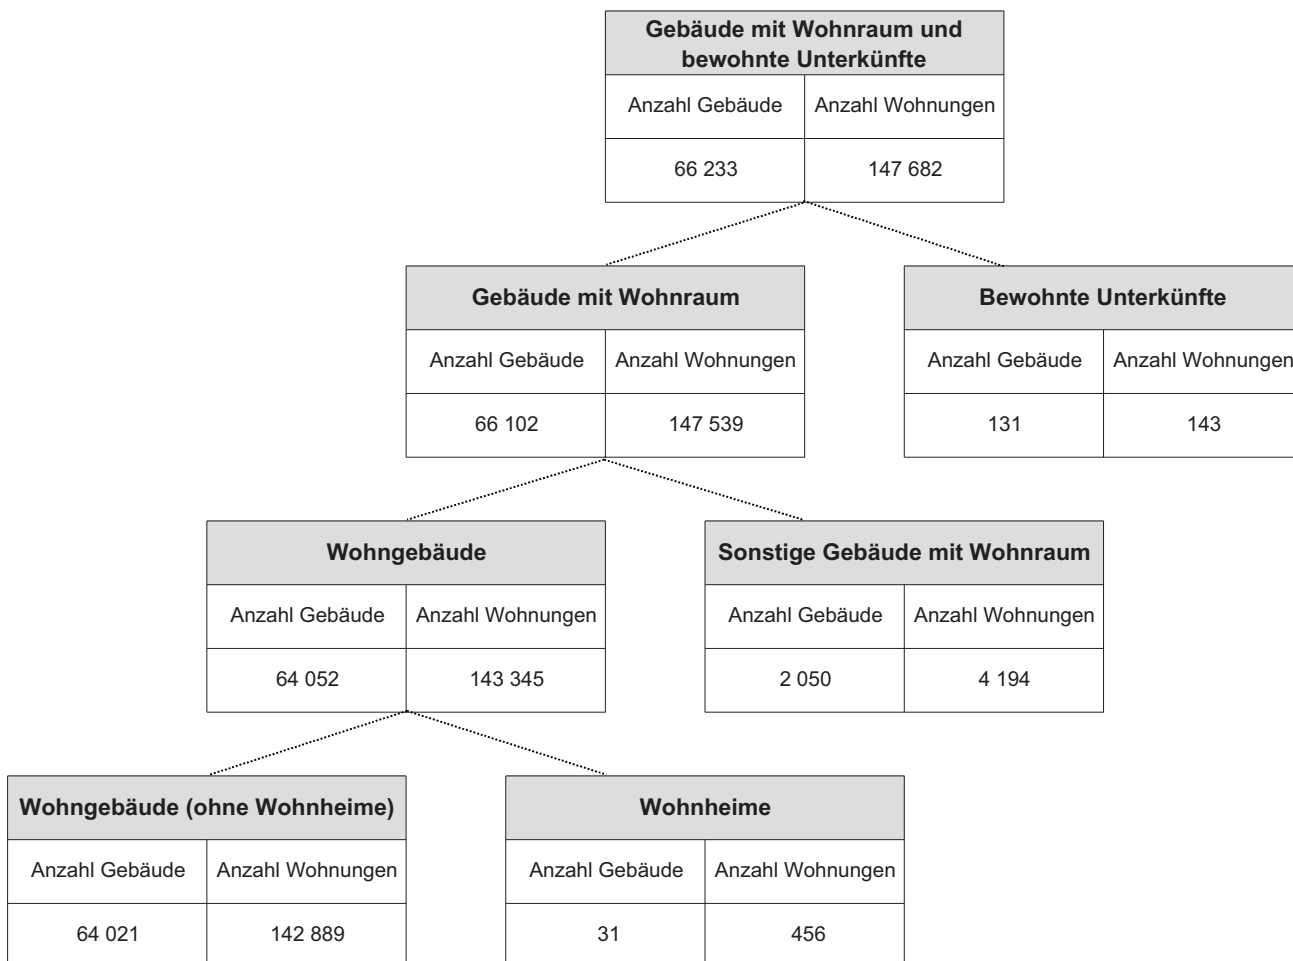 Gebäude mit Wohnraum und
bewohnte Unterkünfte
Anzahl Gebäude Anzahl Wohnungen
66 233 147 682
Gebäude mit Wohnraum Bewohnte Unterkünfte
Anzahl Gebäude Anzahl Wohnungen Anzahl Gebäude Anzahl Wohnungen
66 102 147 539 131 143
Wohngebäude Sonstige Gebäude mit Wohnraum
Anzahl Gebäude Anzahl Wohnungen Anzahl Gebäude Anzahl Wohnungen
64 052 143 345 2 050 4 194
Wohngebäude (ohne Wohnheime) Wohnheime
Anzahl Gebäude Anzahl Wohnungen Anzahl Gebäude Anzahl Wohnungen
64 021 142 889 31 456